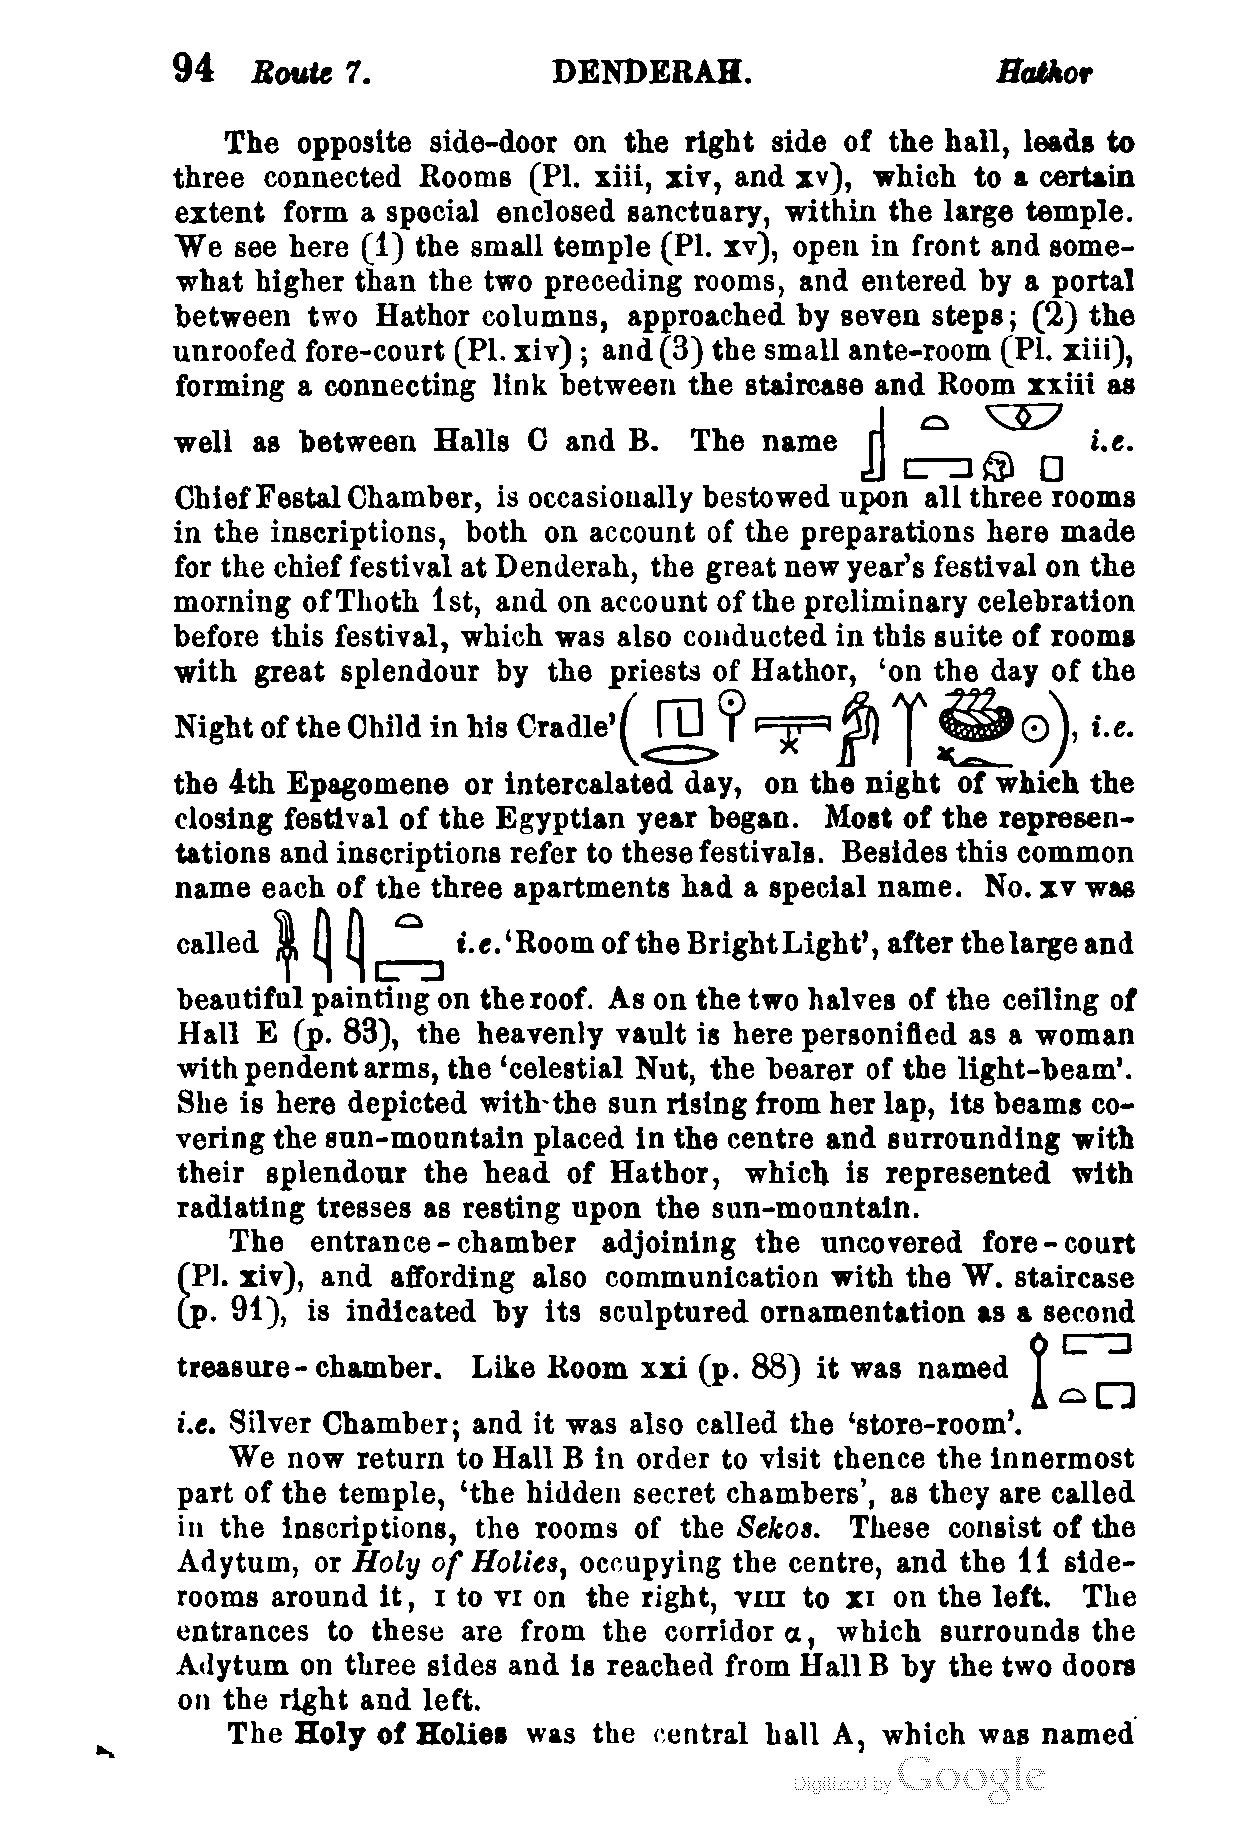 94 Route 7. DENDERAH. Hathor
The opposite side-door on the right side of the hall, leads to
three connected Rooms (Pl. xiii, xiv, and xv), which to a certain
extent form a special enclosed sanctuary, within the large temple.
We see here (1) the small temple (Pl. xv), open in front and some-
what higher than the two preceding rooms, and entered by a portal
between two Hathor columns, approached by seven steps; (2) the
unroofed fore-court (Pl. xiv); and (3) the small ante-room (Pl. xiii),
forming a connecting link between the staircase and Room xxiii as
well as between Halls C and B. The name i.e.
Chief Festal Chamber, is occasionally bestowed upon all three rooms
in the inscriptions, both on account of the preparations here made
for the chief festival at Denderah, the great new year's festival on the
morning of Thoth 1st, and on account of the preliminary celebration
before this festival, which was also conducted in this suite of rooms
with great splendour by the priests of Hathor, 'on the day of the
Night of the Child in his Cradle' ( ), i.e.
the 4th Epagomene or intercalated day, on the night of which the
closing festival of the Egyptian year began. Most of the represen-
tations and inscriptions refer to these festivals. Besides this common
name each of the three apartments had a special name. No. xv was
called i.e. 'Room of the Bright Light', after the large and
beautiful painting on the roof. As on the two halves of the ceiling of
Hall E (p. 83), the heavenly vault is here personified as a woman
with pendent arms, the 'celestial Nut, the bearer of the light-beam'.
She is here depicted with the sun rising from her lap, its beams co-
vering the sun-mountain placed in the centre and surrounding with
their splendour the head of Hathor, which is represented with
radiating tresses as resting upon the sun-mountain.
The entrance-chamber adjoining the uncovered fore-court
(Pl. xiv), and affording also communication with the W. staircase
(p. 91), is indicated by its sculptured ornamentation as a second
treasure-chamber. Like Room xxi (p. 88) it was named
i.e. Silver Chamber; and it was also called the 'store-room'.
We now return to Hall B in order to visit thence the innermost
part of the temple, 'the hidden secret chambers', as they are called
in the inscriptions, the rooms of the Sekos. These consist of the
Adytum, or Holy of Holies, occupying the centre, and the 11 side-
rooms around it, I to VI on the right, VIII to XI on the left. The
entrances to these are from the corridor α, which surrounds the
Adytum on three sides and is reached from Hall B by the two doors
on the right and left.
The Holy of Holies was the central hall A, which was named
Digitized by Google